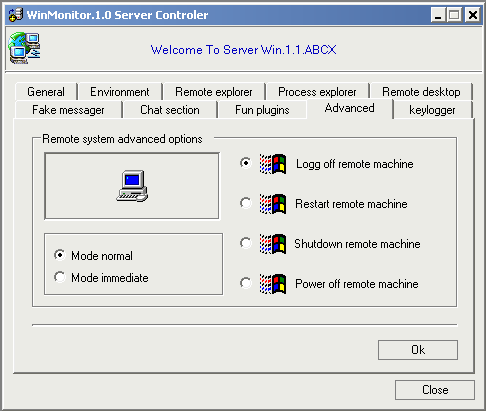 WinMonitor.1.0 Server Controler
Welcome To Server Win.1.1.ABCX
General Environment Remote explorer Process explorer Remote desktop
Fake messager Chat section Fun plugins Advanced keylogger
Remote system advanced options
Logg off remote machine
Restart remote machine
Shutdown remote machine
Power off remote machine
Mode normal
Mode immediate
Ok
Close